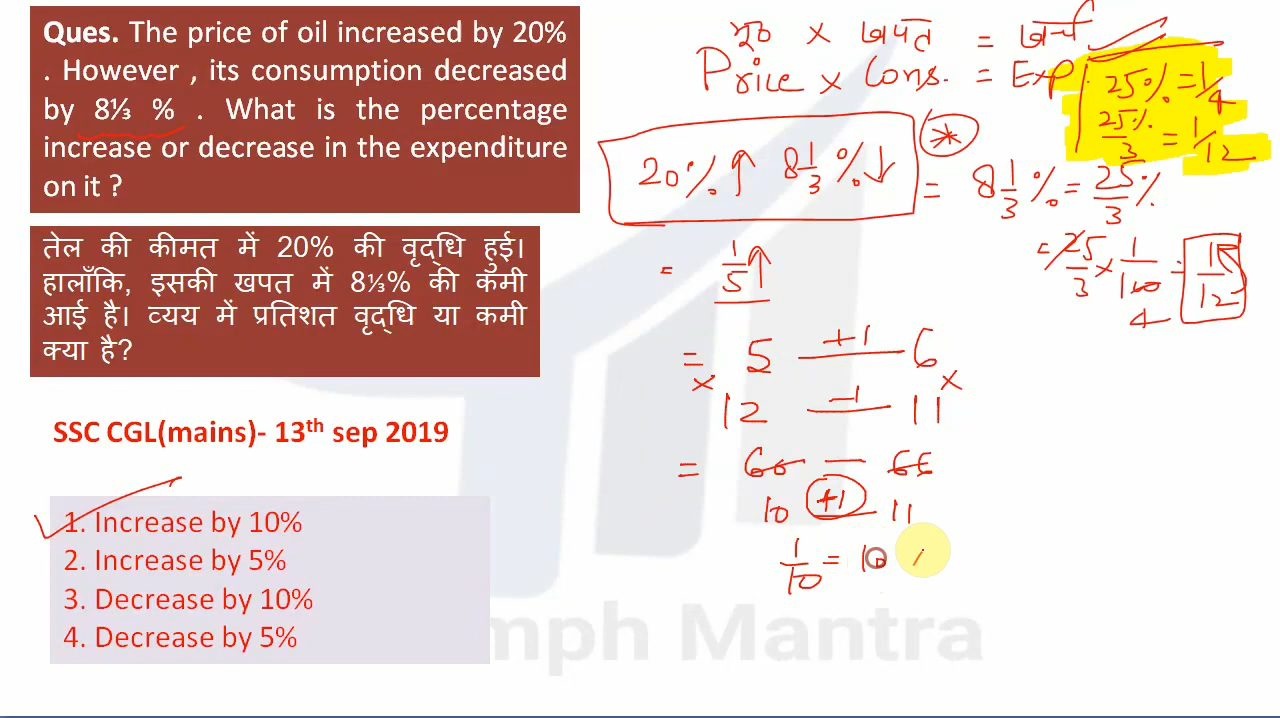 Ques. The price of oil increased by 20%
. However , its consumption decreased
by 8⅓ % . What is the percentage
increase or decrease in the expenditure
on it ?
तेल की कीमत में 20% की वृद्धि हुई।
हालाँकि, इसकी खपत में 8⅓% की कमी
आई है। व्यय में प्रतिशत वृद्धि या कमी
क्या है?
SSC CGL(mains)- 13th sep 2019
1. Increase by 10%
2. Increase by 5%
3. Decrease by 10%
4. Decrease by 5%
मूल्य × खपत = खर्च
Price × Cons. = Exp.
25% = 1/4
25/3 % = 1/12
20%↑ 8 1/3 %↓
= 8 1/3 % = 25/3 %
= 25/3 × 1/100 = 1/12
4
= 1/5 ↑
= 5 +1 6
× ×
12 -1 11
= 60 — 66
10 +1 11
1/10 = 10
mph Mantra